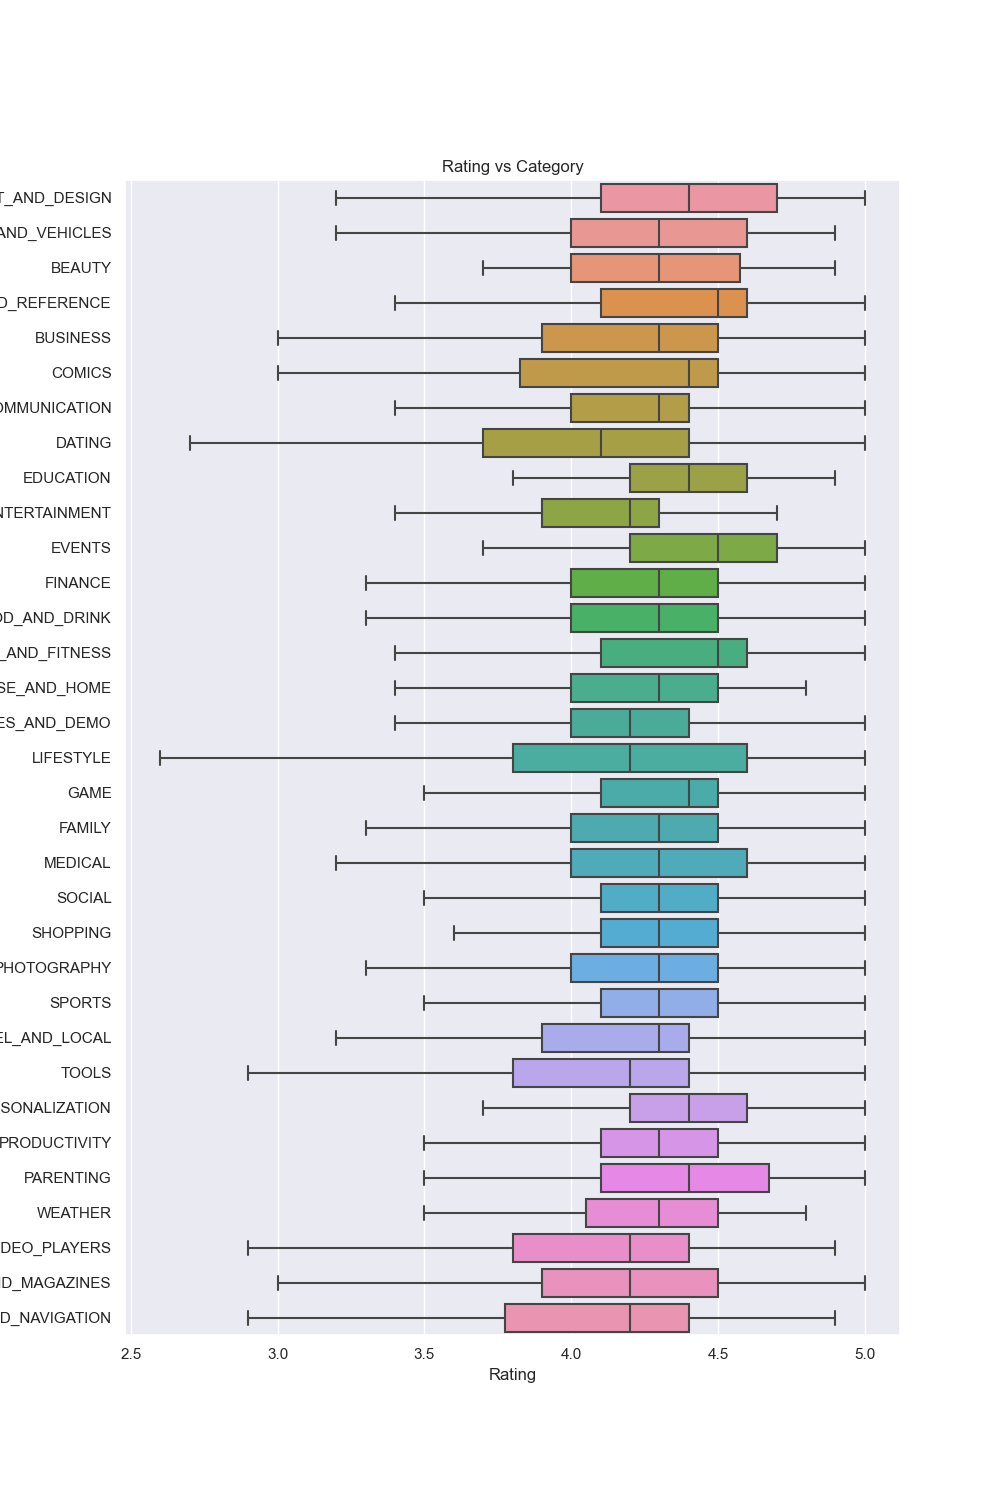 Rating vs Category
T_AND_DESIGN
AND_VEHICLES
BEAUTY
D_REFERENCE
BUSINESS
COMICS
OMMUNICATION
DATING
EDUCATION
NTERTAINMENT
EVENTS
FINANCE
OD_AND_DRINK
_AND_FITNESS
SE_AND_HOME
ES_AND_DEMO
LIFESTYLE
GAME
FAMILY
MEDICAL
SOCIAL
SHOPPING
PHOTOGRAPHY
SPORTS
EL_AND_LOCAL
TOOLS
SONALIZATION
PRODUCTIVITY
PARENTING
WEATHER
DEO_PLAYERS
ND_MAGAZINES
D_NAVIGATION
2.5 3.0 3.5 4.0 4.5 5.0
Rating